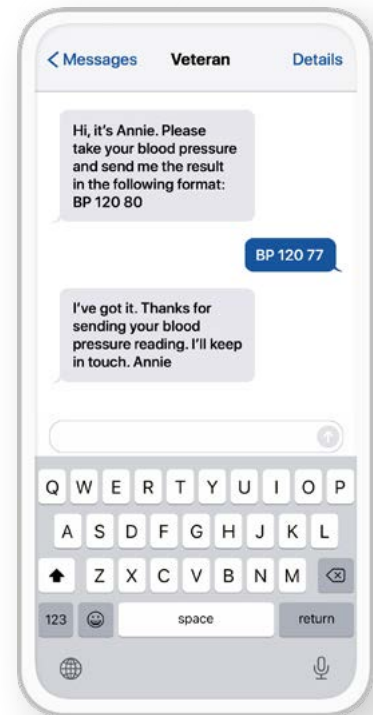 Messages Veteran Details
Hi, it's Annie. Please
take your blood pressure
and send me the result
in the following format:
BP 120 80
BP 120 77
I've got it. Thanks for
sending your blood
pressure reading. I'll keep
in touch. Annie
Q W E R T Y U I O P
A S D F G H J K L
Z X C V B N M
123 space return